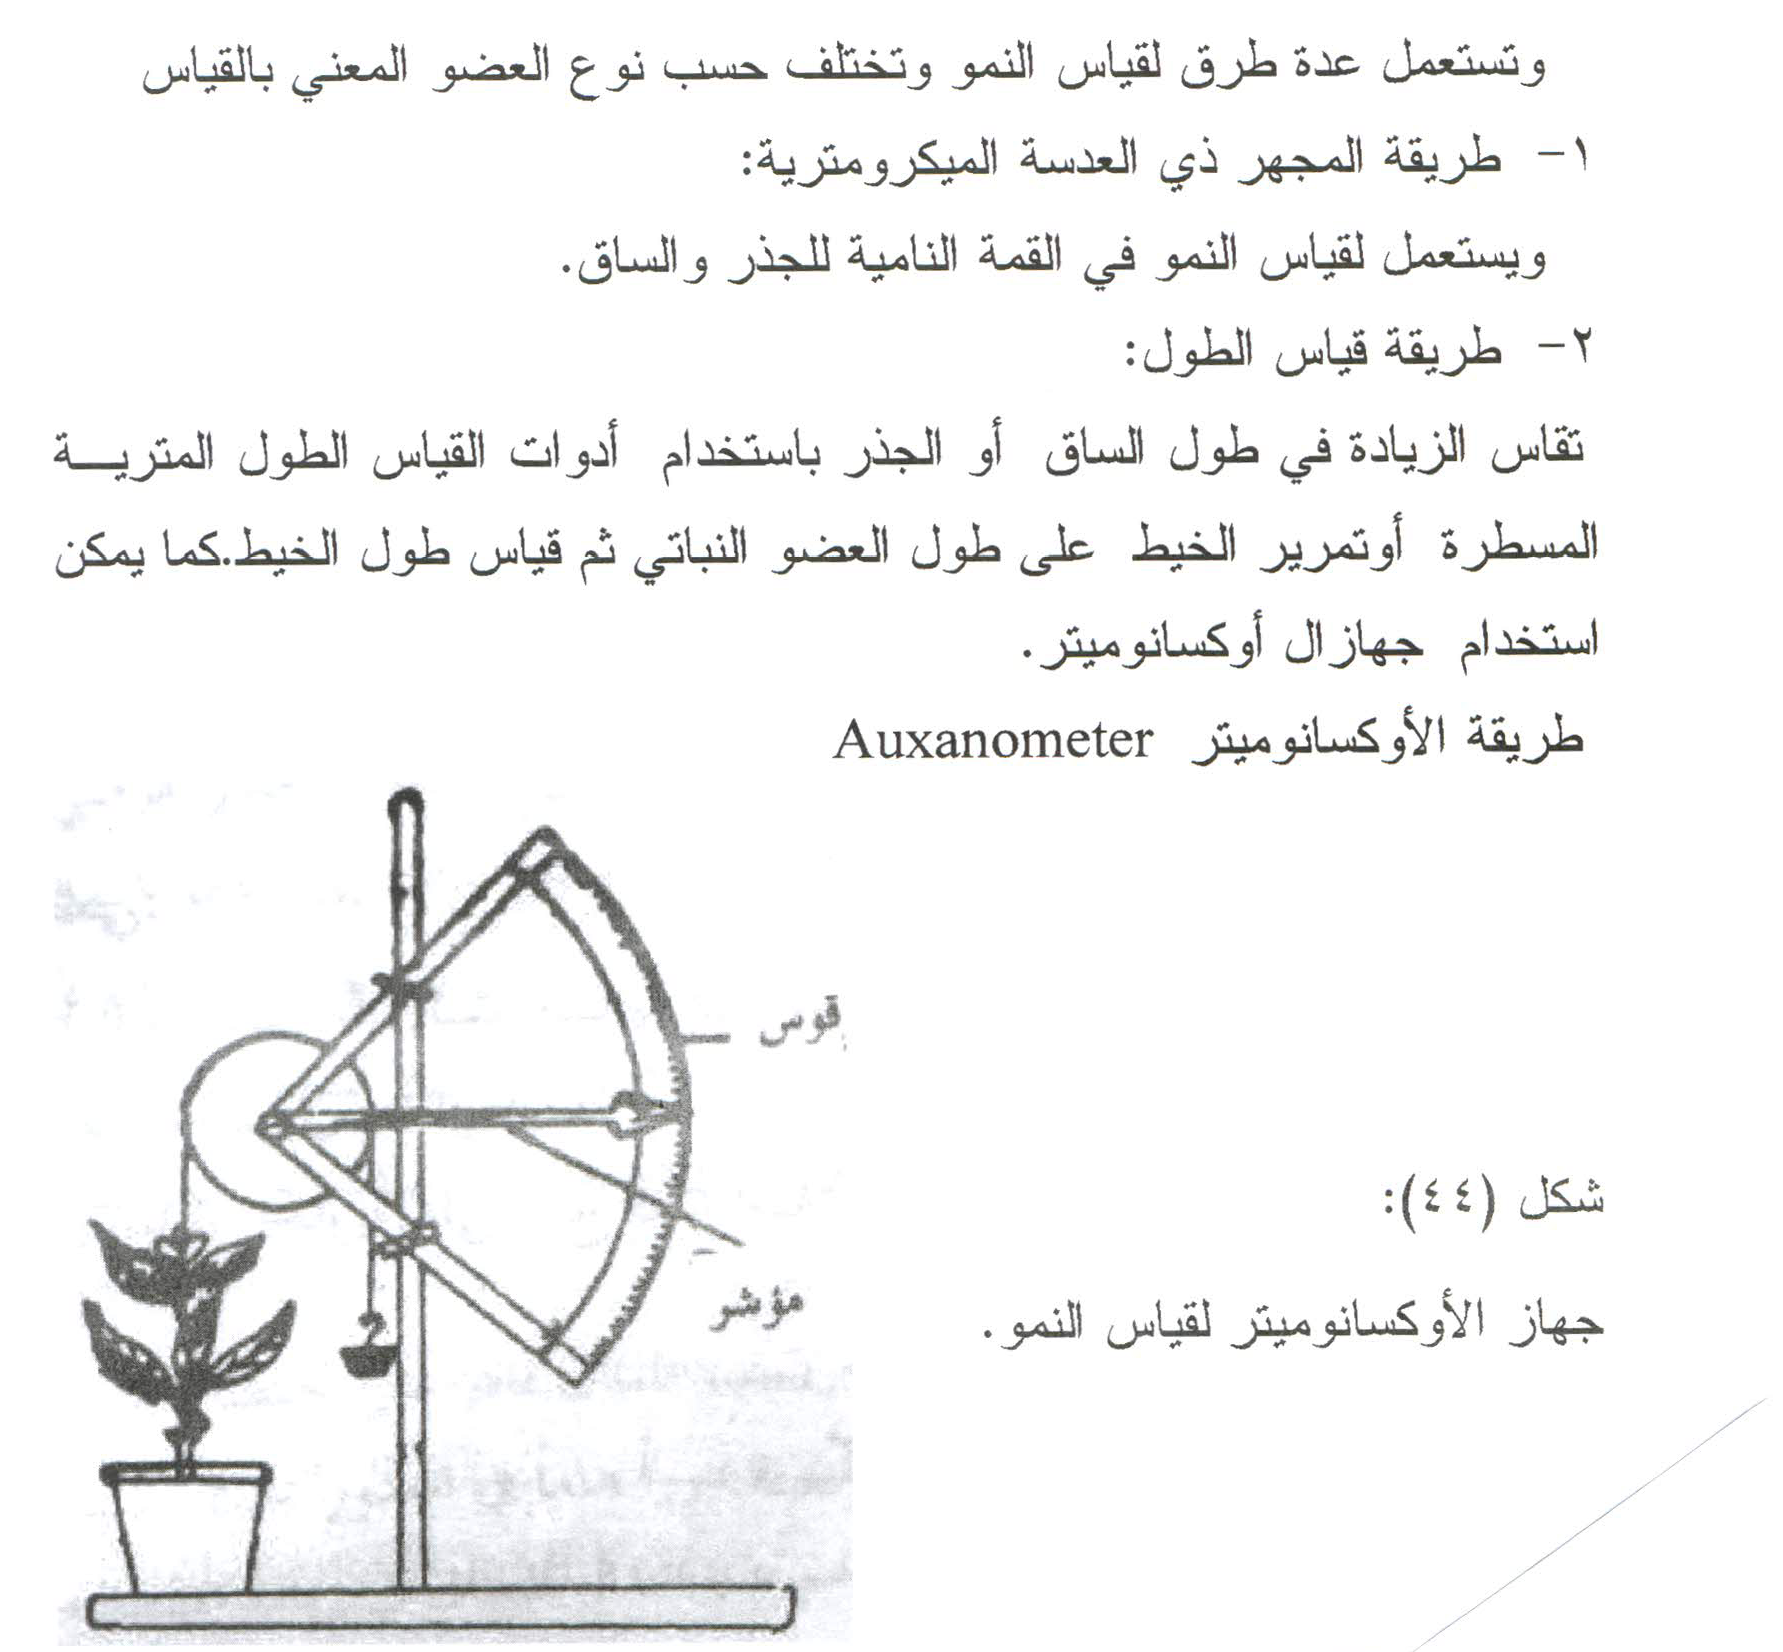 وتستعمل عدة طرق لقياس النمو وتختلف حسب نوع العضو المعني بالقياس
١- طريقة المجهر ذي العدسة الميكرومترية:
ويستعمل لقياس النمو في القمة النامية للجذر والساق.
٢- طريقة قياس الطول:
تقاس الزيادة في طول الساق أو الجذر باستخدام أدوات القياس الطول المتريــة
المسطرة أوتمرير الخيط على طول العضو النباتي ثم قياس طول الخيط.كما يمكن
استخدام جهازال أوكسانوميتر.
طريقة الأوكسانوميتر Auxanometer
قوس
مؤشر
شكل (٤٤):
جهاز الأوكسانوميتر لقياس النمو.